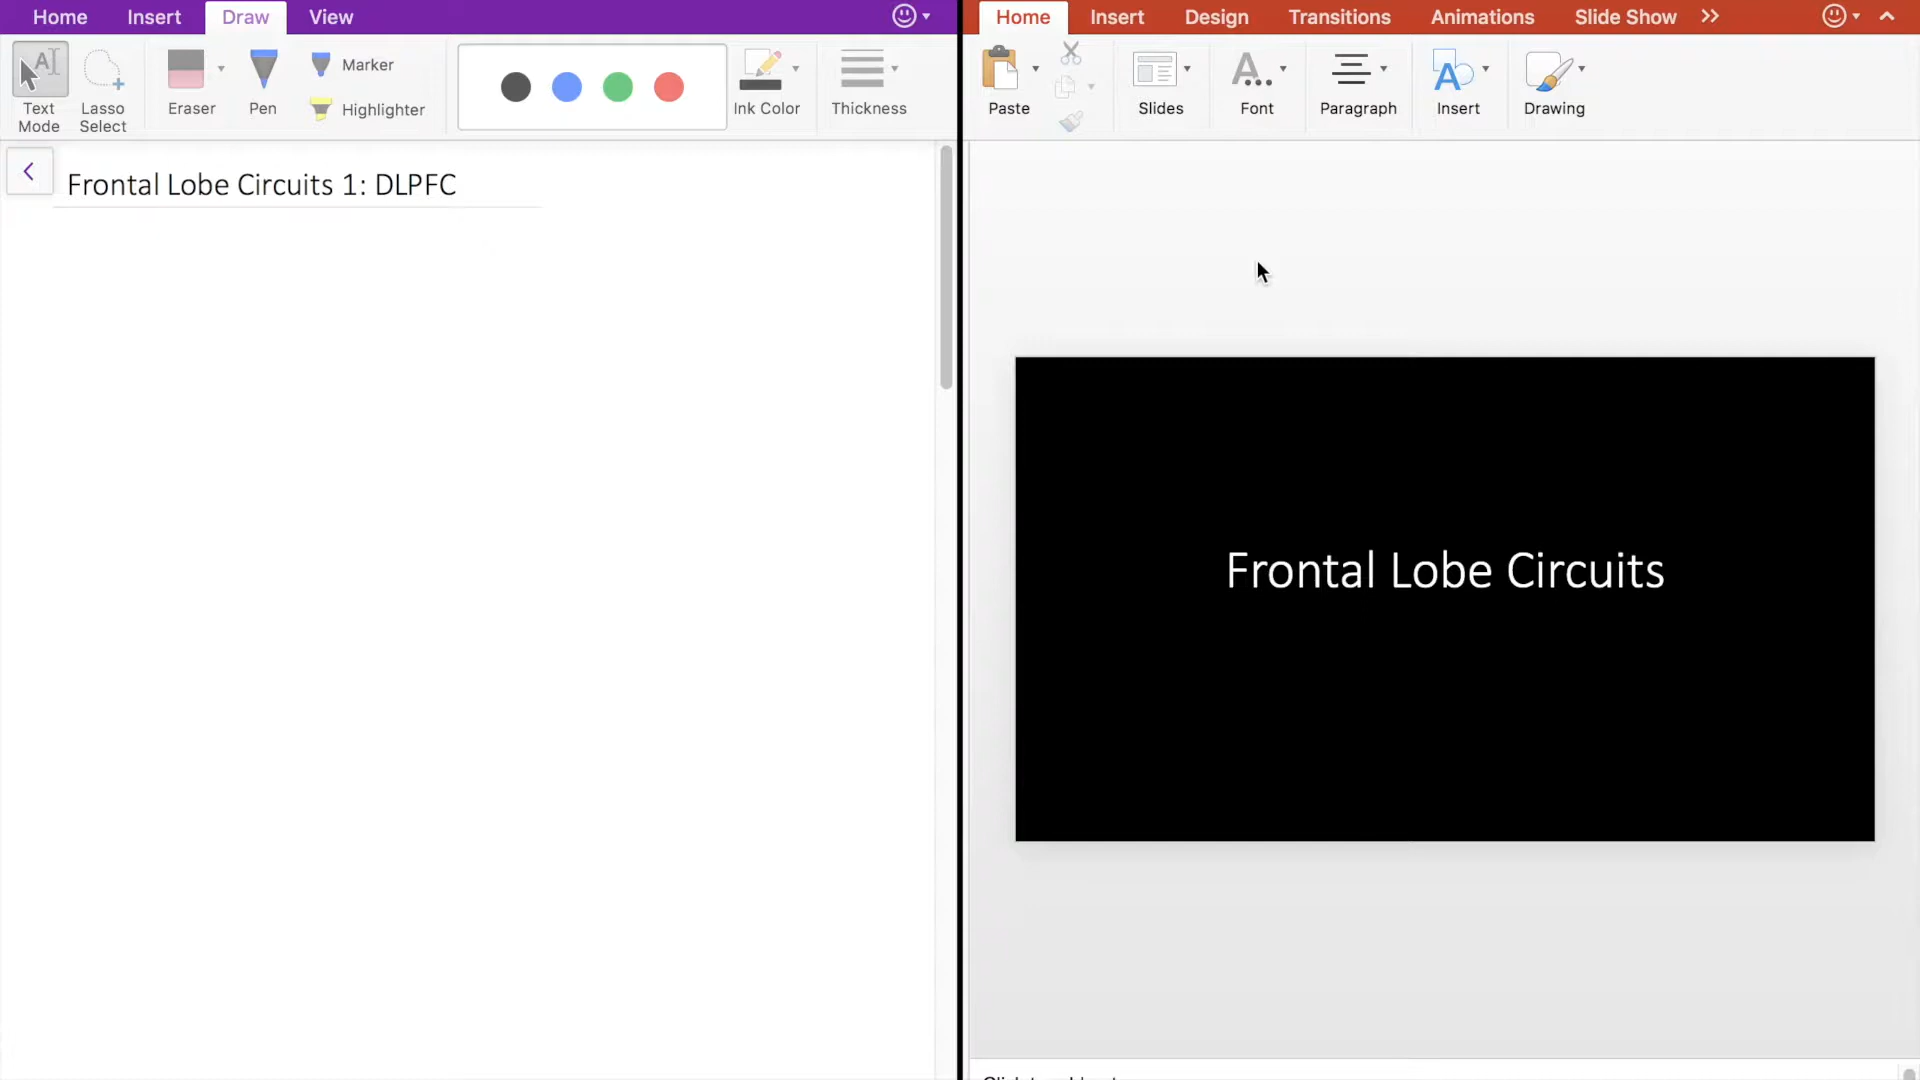 Home Insert Draw View
Text Mode
Lasso Select
Eraser
Pen
Marker
Highlighter
Ink Color
Thickness
Frontal Lobe Circuits 1: DLPFC
Home Insert Design Transitions Animations Slide Show
Paste
Slides
Font
Paragraph
Insert
Drawing
Frontal Lobe Circuits